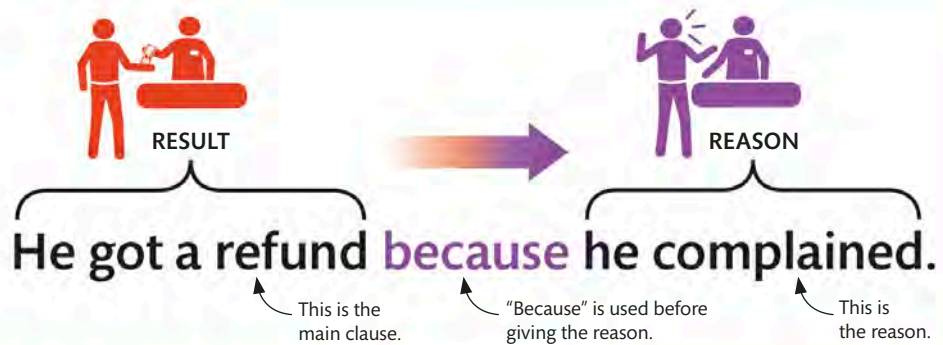 RESULT
REASON
He got a refund because he complained.
This is the
main clause.
"Because" is used before
giving the reason.
This is
the reason.